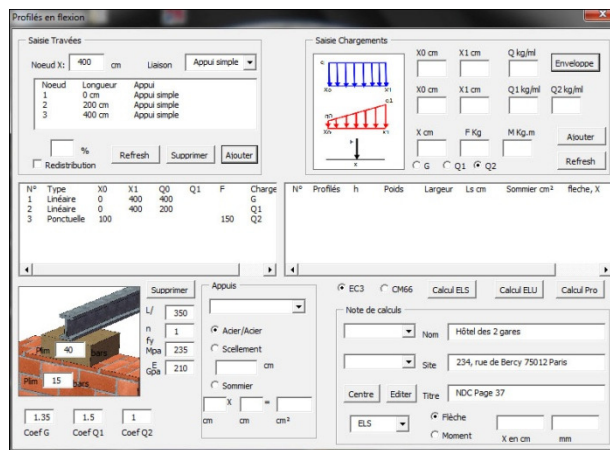 Profilés en flexion
Saisie Travées
Noeud X: 400 cm Liaison Appui simple
Noeud Longueur Appui
1 0 cm Appui simple
2 200 cm Appui simple
3 400 cm Appui simple
%
Redistribution
Refresh Supprimer Ajouter
Saisie Chargements
X0 cm X1 cm Q kg/ml
Enveloppe
X0 cm X1 cm Q1 kg/ml Q2 kg/ml
X cm F Kg M Kg.m
Ajouter
G Q1 Q2
Refresh
q
X0 X1
q1
X0 X1
F
x
N° Type X0 X1 Q0 Q1 F Charge
1 Linéaire 0 400 400 G
2 Linéaire 0 400 200 Q1
3 Ponctuelle 100 150 Q2
N° Profilés h Poids Largeur Ls cm Sommier cm² fleche, X
Plim 40 bars
Plim 15 bars
Supprimer
L/ 350
n 1
fy Mpa 235
E Gpa 210
1.35 1.5 1
Coef G Coef Q1 Coef Q2
Appuis
Acier/Acier
Scellement
cm
Sommier
X =
cm cm cm²
EC3 CM66 Calcul ELS Calcul ELU Calcul Pro
Note de calculs
Nom Hôtel des 2 gares
Site 234, rue de Bercy 75012 Paris
Centre Editer Titre NDC Page 37
ELS
Flèche
Moment
X en cm mm